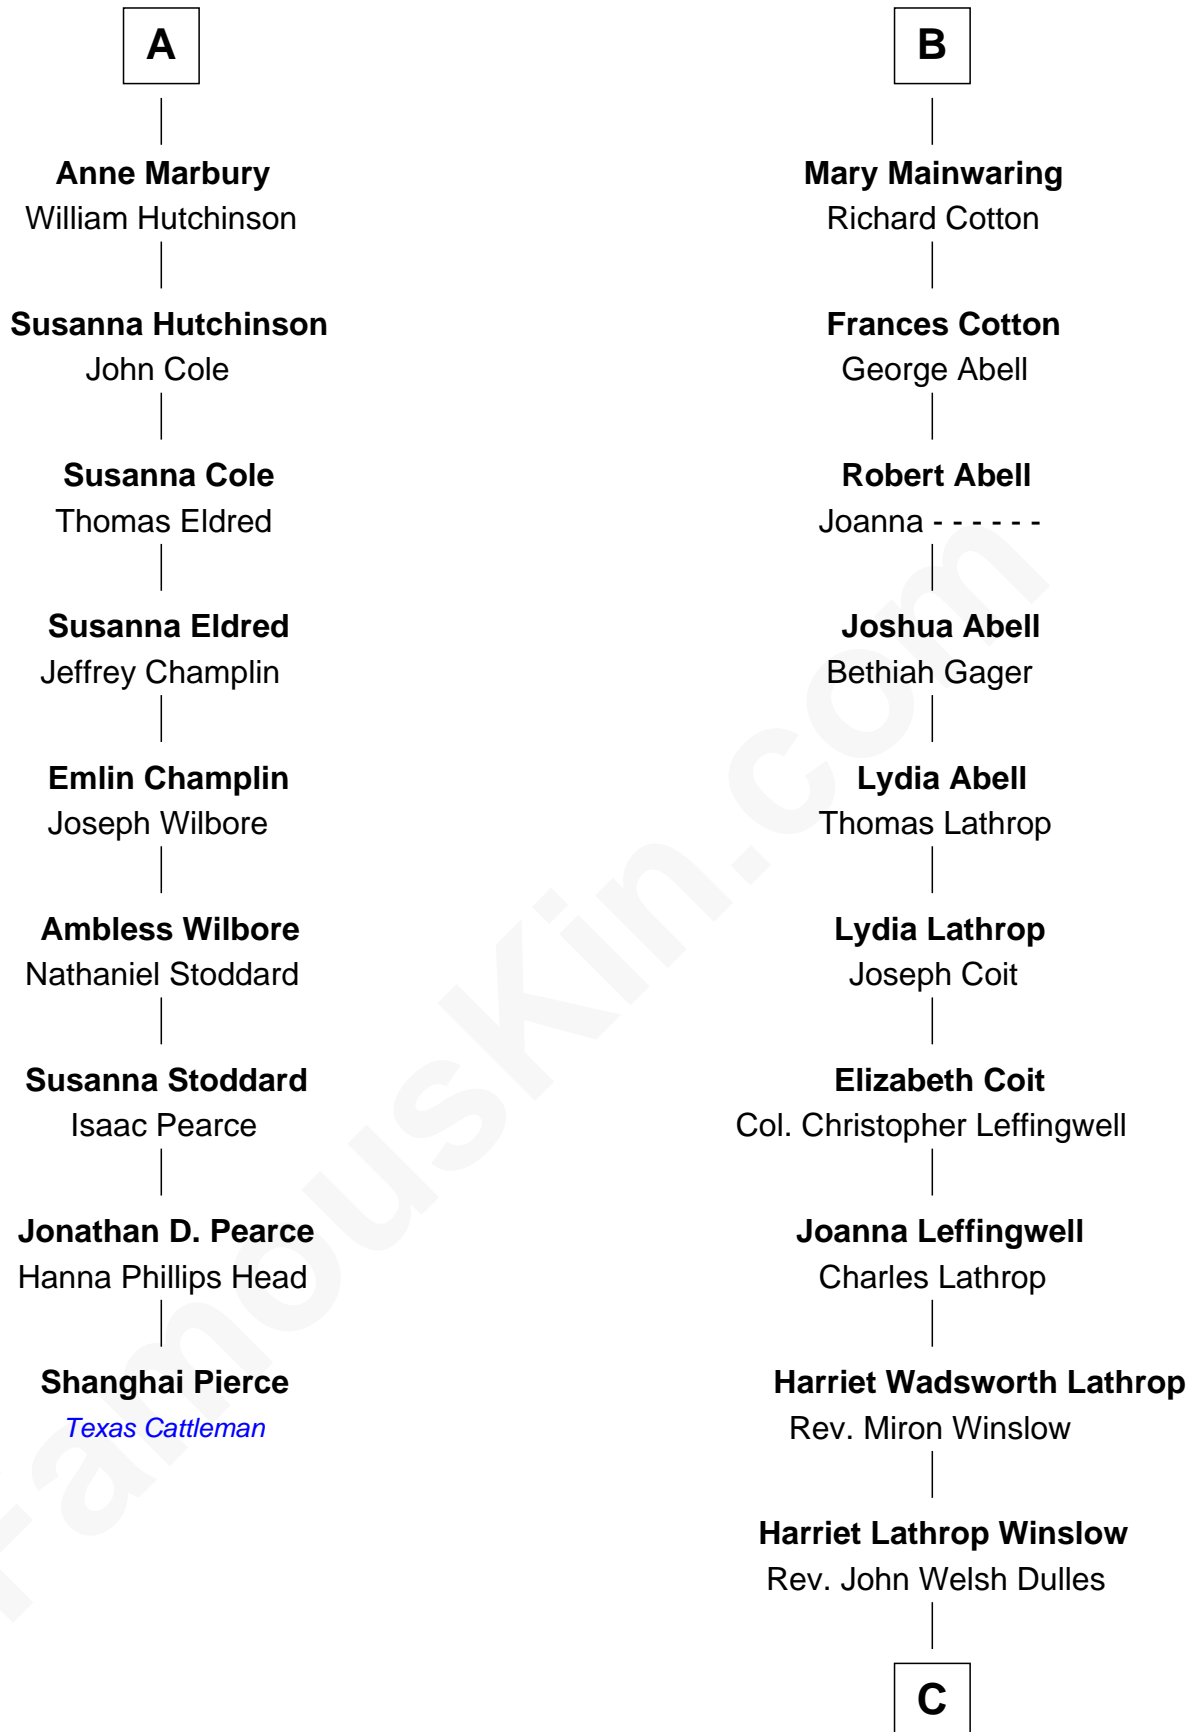 A
Anne Marbury
William Hutchinson
Susanna Hutchinson
John Cole
Susanna Cole
Thomas Eldred
Susanna Eldred
Jeffrey Champlin
Emlin Champlin
Joseph Wilbore
Ambless Wilbore
Nathaniel Stoddard
Susanna Stoddard
Isaac Pearce
Jonathan D. Pearce
Hanna Phillips Head
Shanghai Pierce
Texas Cattleman
B
Mary Mainwaring
Richard Cotton
Frances Cotton
George Abell
Robert Abell
Joanna - - - - - -
Joshua Abell
Bethiah Gager
Lydia Abell
Thomas Lathrop
Lydia Lathrop
Joseph Coit
Elizabeth Coit
Col. Christopher Leffingwell
Joanna Leffingwell
Charles Lathrop
Harriet Wadsworth Lathrop
Rev. Miron Winslow
Harriet Lathrop Winslow
Rev. John Welsh Dulles
C
FamousKin.com